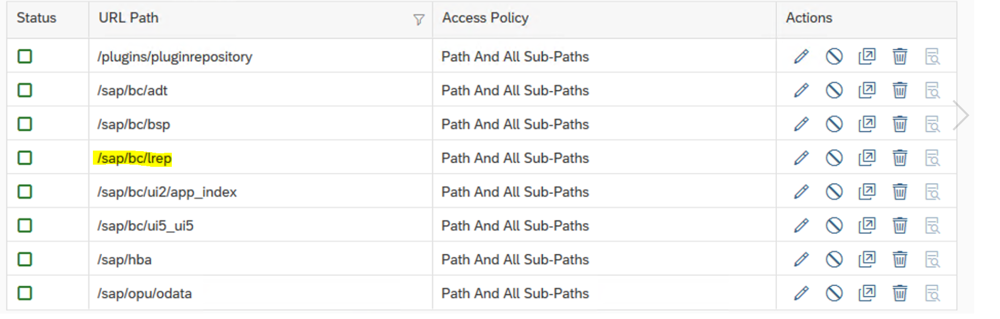 Status URL Path Access Policy Actions
/plugins/pluginrepository Path And All Sub-Paths
/sap/bc/adt Path And All Sub-Paths
/sap/bc/bsp Path And All Sub-Paths
/sap/bc/lrep Path And All Sub-Paths
/sap/bc/ui2/app_index Path And All Sub-Paths
/sap/bc/ui5_ui5 Path And All Sub-Paths
/sap/hba Path And All Sub-Paths
/sap/opu/odata Path And All Sub-Paths